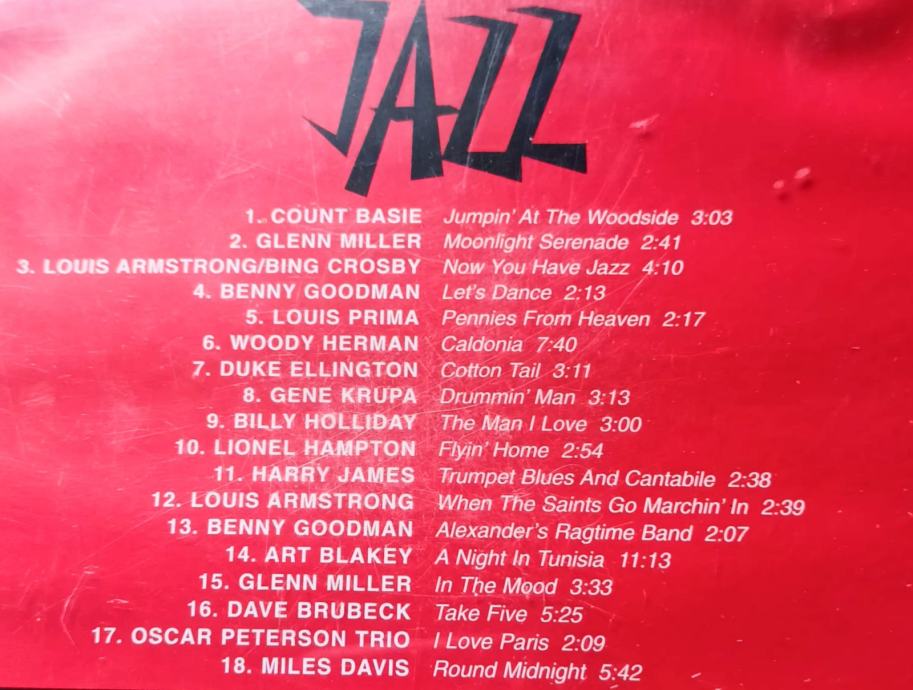 JAZZ
1. COUNT BASIE Jumpin' At The Woodside 3:03
2. GLENN MILLER Moonlight Serenade 2:41
3. LOUIS ARMSTRONG/BING CROSBY Now You Have Jazz 4:10
4. BENNY GOODMAN Let's Dance 2:13
5. LOUIS PRIMA Pennies From Heaven 2:17
6. WOODY HERMAN Caldonia 7:40
7. DUKE ELLINGTON Cotton Tail 3:11
8. GENE KRUPA Drummin' Man 3:13
9. BILLY HOLLIDAY The Man I Love 3:00
10. LIONEL HAMPTON Flyin' Home 2:54
11. HARRY JAMES Trumpet Blues And Cantabile 2:38
12. LOUIS ARMSTRONG When The Saints Go Marchin' In 2:39
13. BENNY GOODMAN Alexander's Ragtime Band 2:07
14. ART BLAKEY A Night In Tunisia 11:13
15. GLENN MILLER In The Mood 3:33
16. DAVE BRUBECK Take Five 5:25
17. OSCAR PETERSON TRIO I Love Paris 2:09
18. MILES DAVIS Round Midnight 5:42